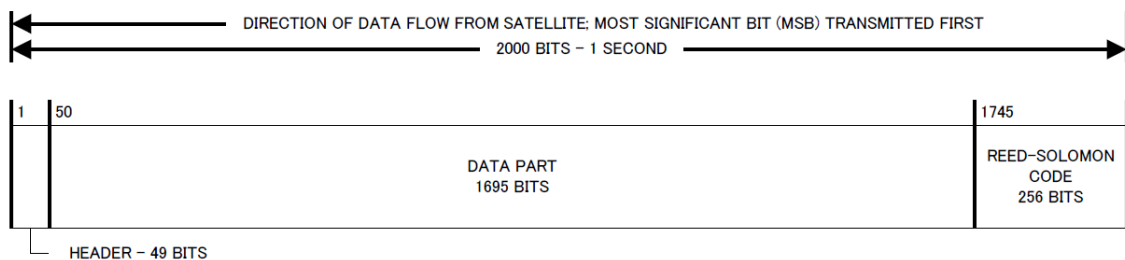 DIRECTION OF DATA FLOW FROM SATELLITE; MOST SIGNIFICANT BIT (MSB) TRANSMITTED FIRST
2000 BITS - 1 SECOND
1
50
1745
DATA PART
1695 BITS
REED-SOLOMON
CODE
256 BITS
HEADER - 49 BITS